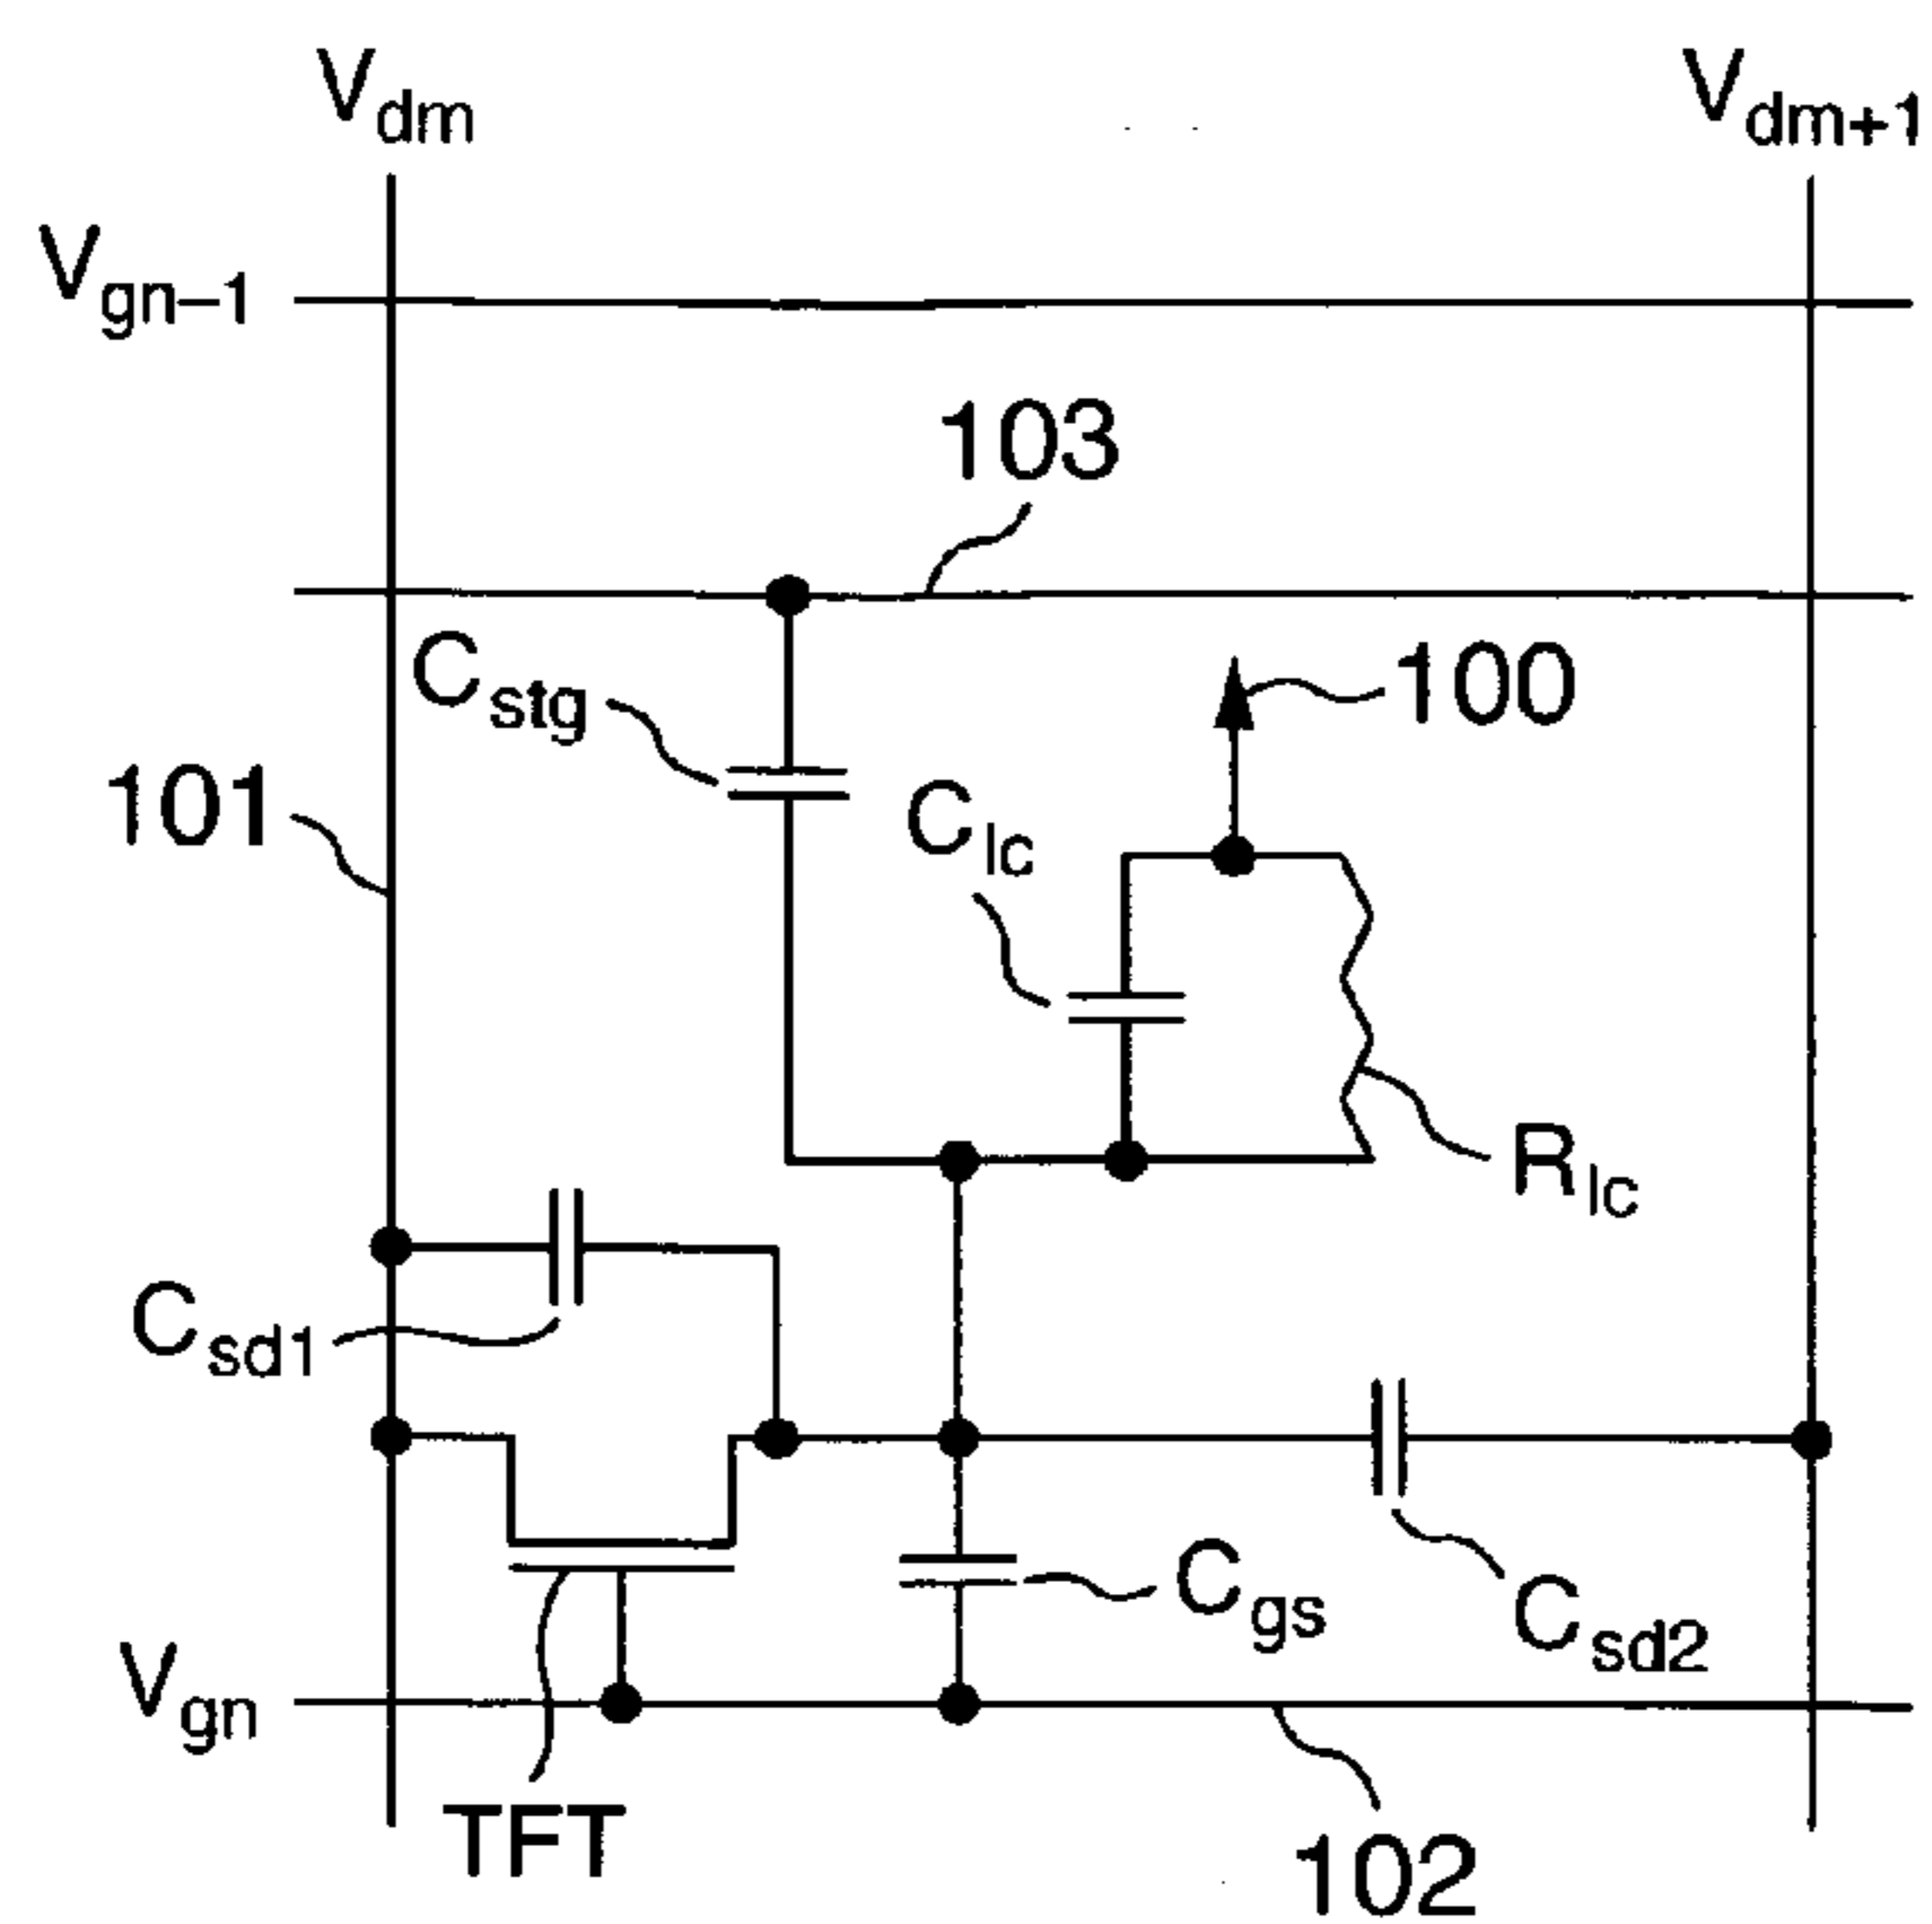 Vdm
Vdm+1
Vgn–1
103
Cstg
100
101
Clc
Rlc
Csd1
Cgs
Csd2
Vgn
TFT
102